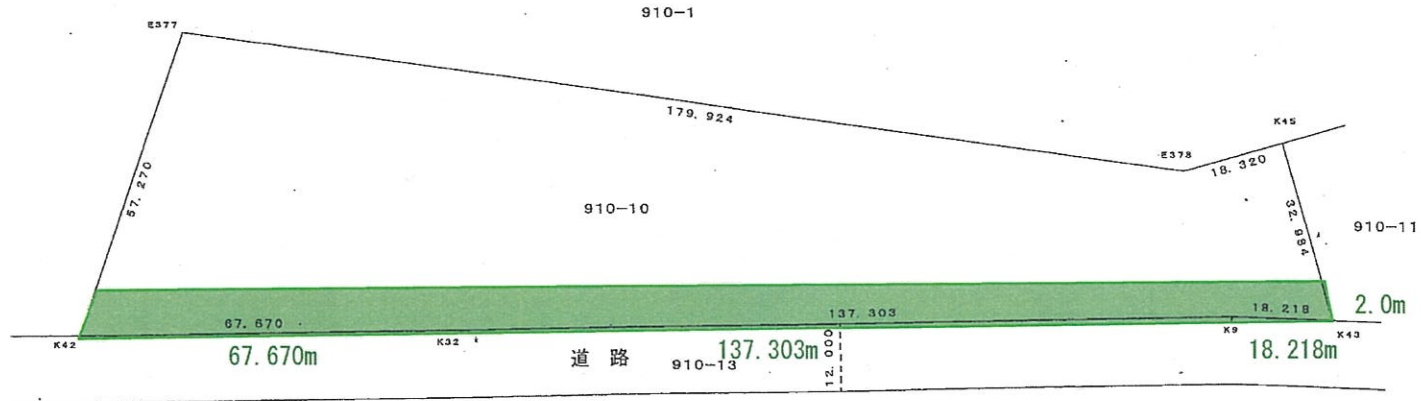 910-1
E377
179.924
K45
E378
18.320
57.270
910-10
32.984
910-11
67.670
137.303
18.218
2.0m
K42
K32
K9
K43
67.670m
道路
910-13
12.000
137.303m
18.218m